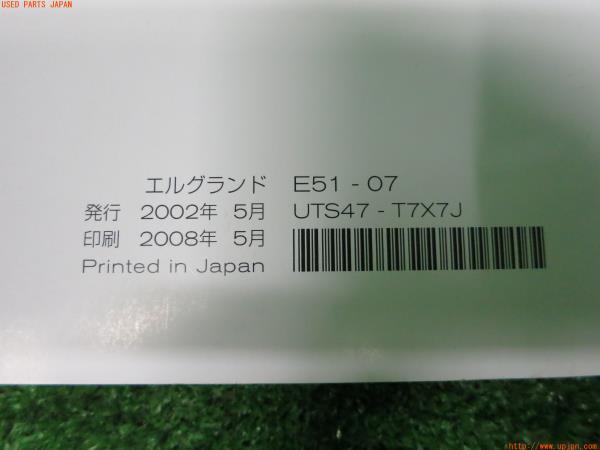 USED PARTS JAPAN
エルグランド E51 - 07
発行 2002年 5月 UTS47 - T7X7J
印刷 2008年 5月
Printed in Japan
http://www.upjpn.com